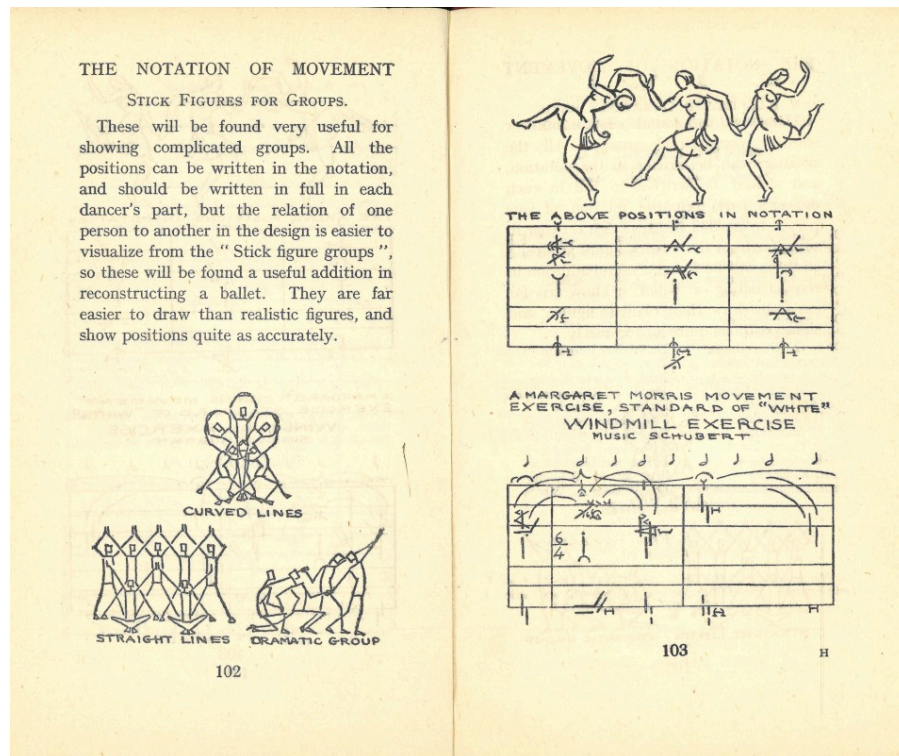 THE NOTATION OF MOVEMENT
STICK FIGURES FOR GROUPS.
These will be found very useful for
showing complicated groups. All the
positions can be written in the notation,
and should be written in full in each
dancer's part, but the relation of one
person to another in the design is easier to
visualize from the " Stick figure groups ",
so these will be found a useful addition in
reconstructing a ballet. They are far
easier to draw than realistic figures, and
show positions quite as accurately.
CURVED LINES
STRAIGHT LINES
DRAMATIC GROUP
102
THE ABOVE POSITIONS IN NOTATION
A MARGARET MORRIS MOVEMENT
EXERCISE, STANDARD OF "WHITE"
WINDMILL EXERCISE
MUSIC SCHUBERT
H
6
4
H
H
103
H